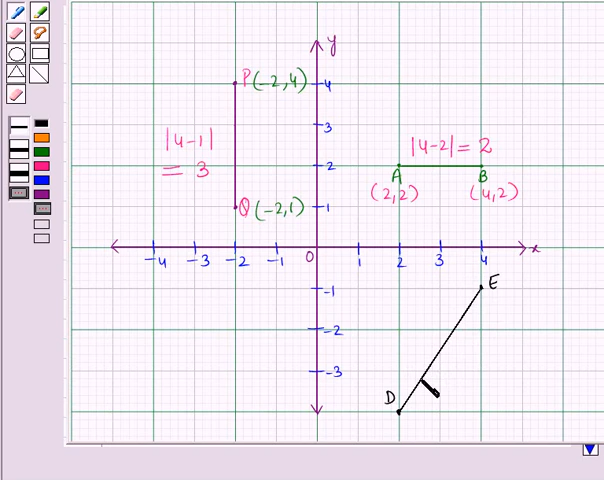 y
P(-2,4)
4
3
|4-1|
= 3
|4-2| = 2
2
A
B
(2,2)
(4,2)
Q(-2,1)
1
-4 -3 -2 -1 0 1 2 3 4 x
-1
E
-2
-3
D